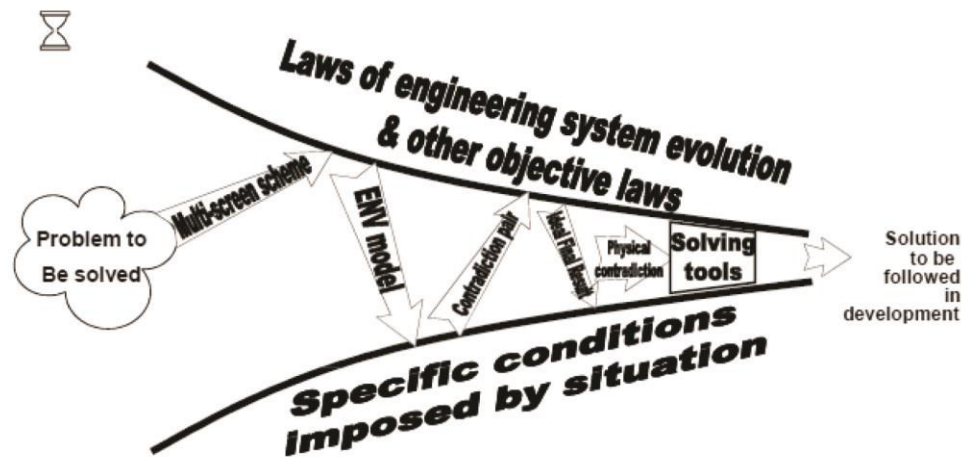 Laws of engineering system evolution
& other objective laws
Multi-screen scheme
ENV model
Contradiction pair
Ideal Final Result
Physical
contradiction
Solving
tools
Problem to
Be solved
Solution
to be
followed
in
development
Specific conditions
imposed by situation